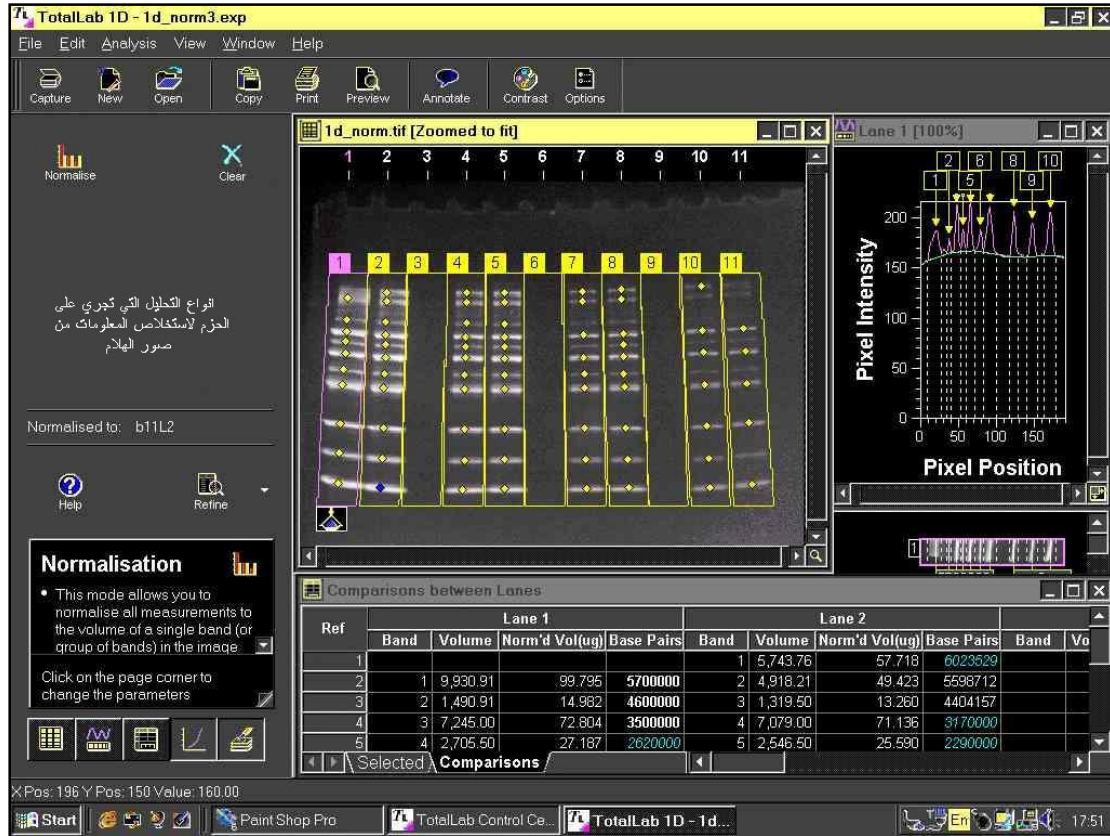 TotalLab 1D - 1d_norm3.exp
File Edit Analysis View Window Help
Capture New Open Copy Print Preview Annotate Contrast Options
Normalise Clear
انواع التحليل التي تجري على
الحزم لاستخلاص المعلومات من
صور الهلام
Normalised to: b11L2
Help Refine
Normalisation
• This mode allows you to
normalise all measurements to
the volume of a single band (or
group of bands) in the image
Click on the page corner to
change the parameters
1d_norm.tif [Zoomed to fit]
1 2 3 4 5 6 7 8 9 10 11
1 2 3 4 5 6 7 8 9 10 11
Lane 1 [100%]
2 6 8 10
1 5 9
Pixel Intensity
200
150
100
50
0
0 50 100 150
Pixel Position
1
Comparisons between Lanes
Ref Lane 1 Lane 2
Band Volume Norm'd Vol(ug) Base Pairs Band Volume Norm'd Vol(ug) Base Pairs Band Vo
1 1 5,743.76 57.718 6023529
2 1 9,930.91 99.795 5700000 2 4,918.21 49.423 5598712
3 2 1,490.91 14.982 4600000 3 1,319.50 13.260 4404157
4 3 7,245.00 72.804 3500000 4 7,079.00 71.136 3170000
5 4 2,705.50 27.187 2620000 5 2,546.50 25.590 2290000
Selected Comparisons
X Pos: 196 Y Pos: 150 Value: 160.00
Start Paint Shop Pro TotalLab Control Ce... TotalLab 1D - 1d... En 17:51